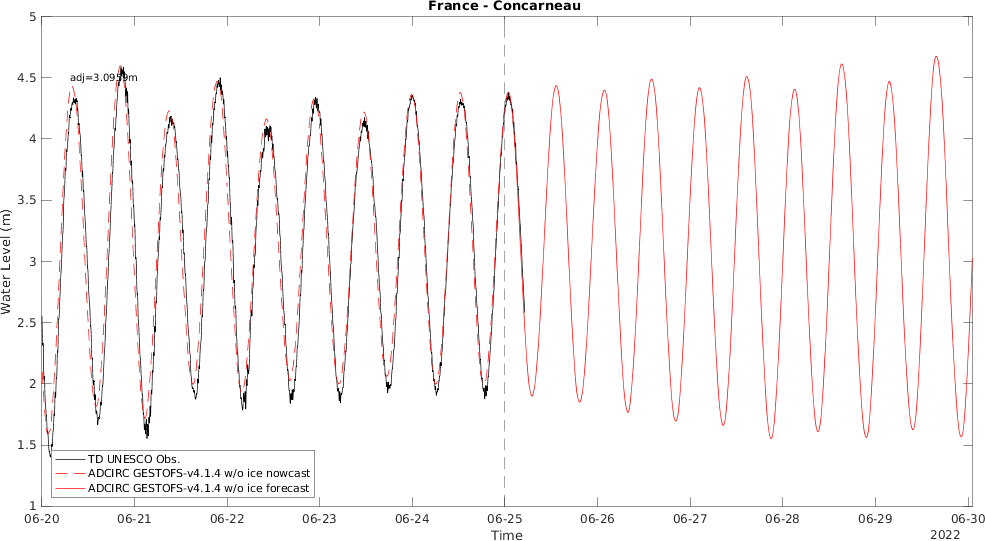 France - Concarneau
5
4.5
4
3.5
3
2.5
2
1.5
1
Water Level (m)
adj=3.0959m
TD UNESCO Obs.
ADCIRC GESTOFS-v4.1.4 w/o ice nowcast
ADCIRC GESTOFS-v4.1.4 w/o ice forecast
06-20 06-21 06-22 06-23 06-24 06-25 06-26 06-27 06-28 06-29 06-30
Time
2022